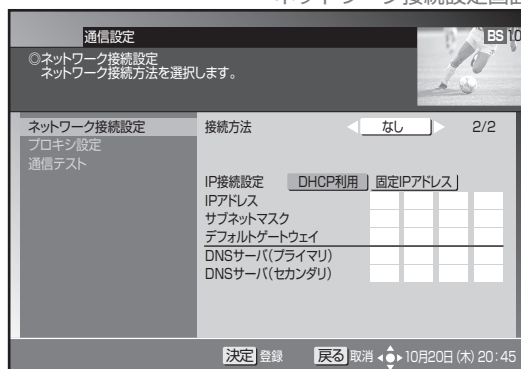 ネットワーク接続設定画面
通信設定
BS 10
◎ネットワーク接続設定
ネットワーク接続方法を選択します。
ネットワーク接続設定
プロキシ設定
通信テスト
接続方法 なし 2/2
IP接続設定 DHCP利用 固定IPアドレス
IPアドレス
サブネットマスク
デフォルトゲートウェイ
DNSサーバ(プライマリ)
DNSサーバ(セカンダリ)
決定 登録 戻る 取消 10月20日(木) 20:45